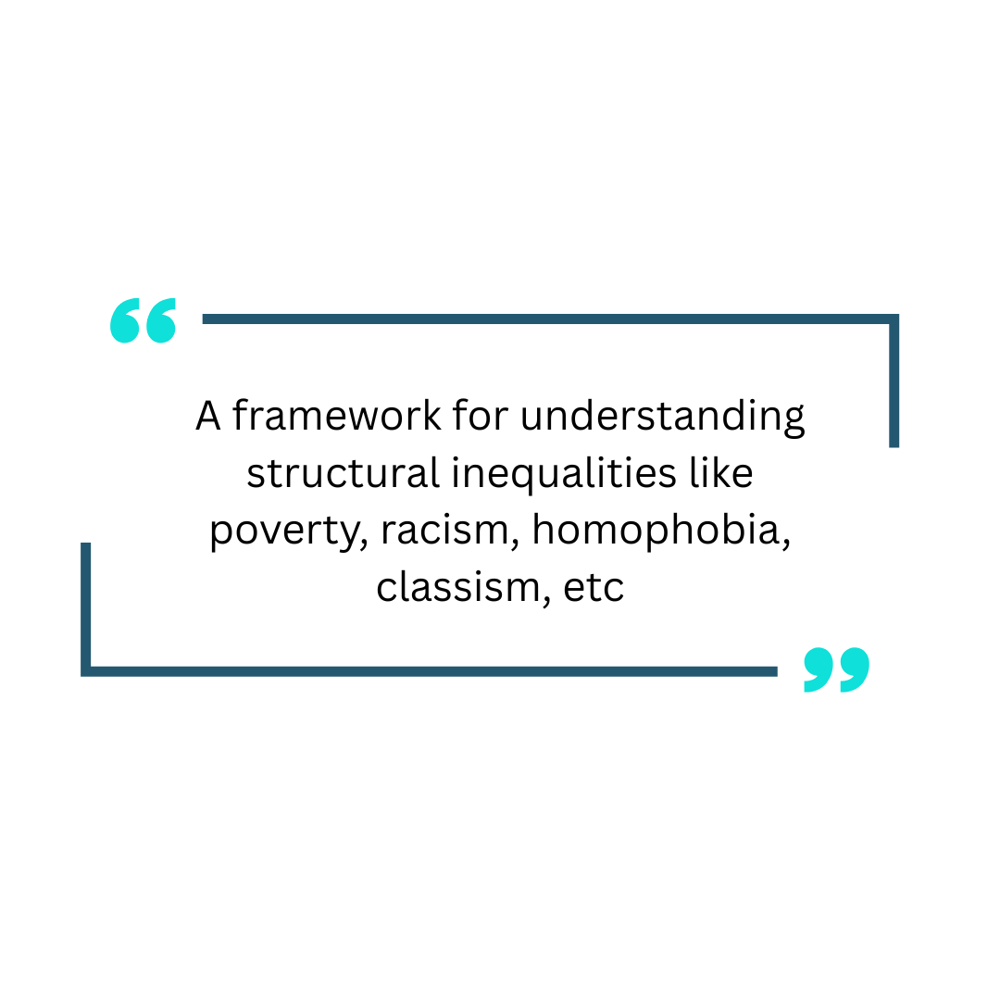 “
A framework for understanding
structural inequalities like
poverty, racism, homophobia,
classism, etc
”